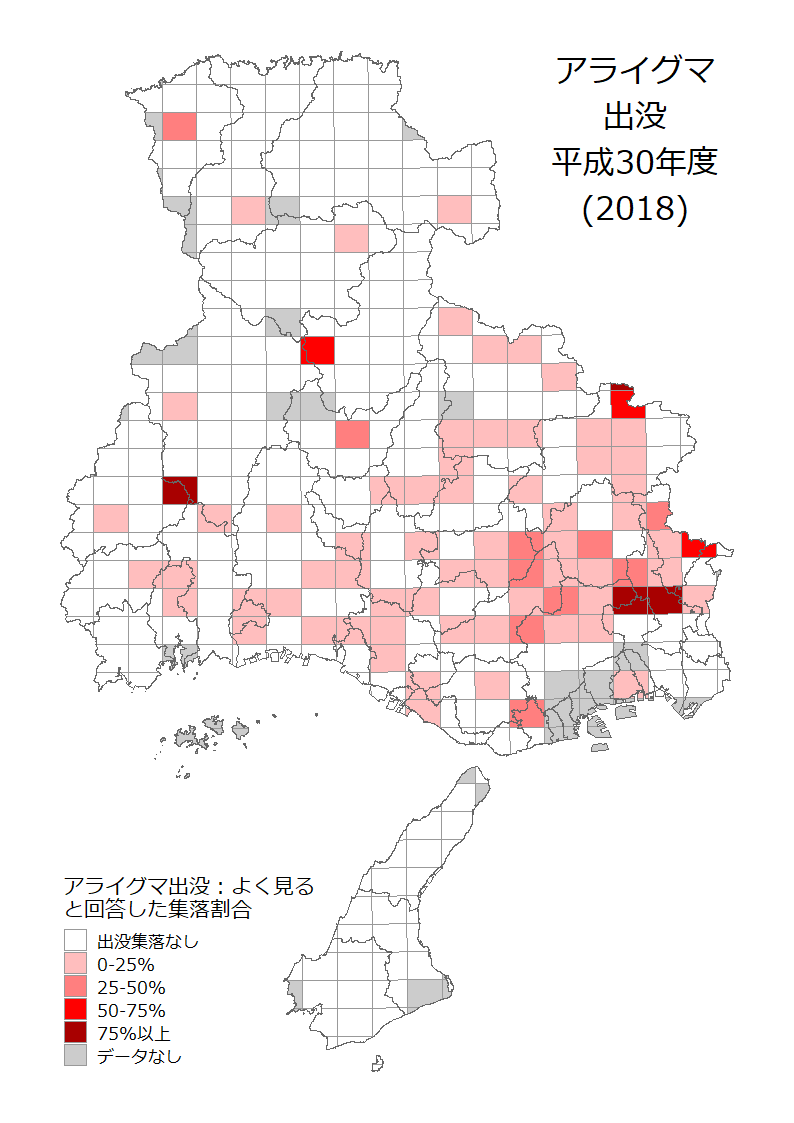 アライグマ
出没
平成30年度
(2018)
アライグマ出没：よく見る
と回答した集落割合
出没集落なし
0-25%
25-50%
50-75%
75%以上
データなし